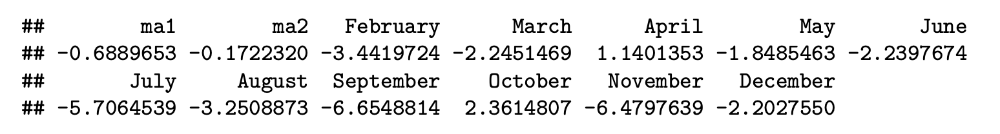 ##        ma1        ma2   February      March      April        May       June
## -0.6889653 -0.1722320 -3.4419724 -2.2451469  1.1401353 -1.8485463 -2.2397674
##       July     August  September    October   November   December
## -5.7064539 -3.2508873 -6.6548814  2.3614807 -6.4797639 -2.2027550